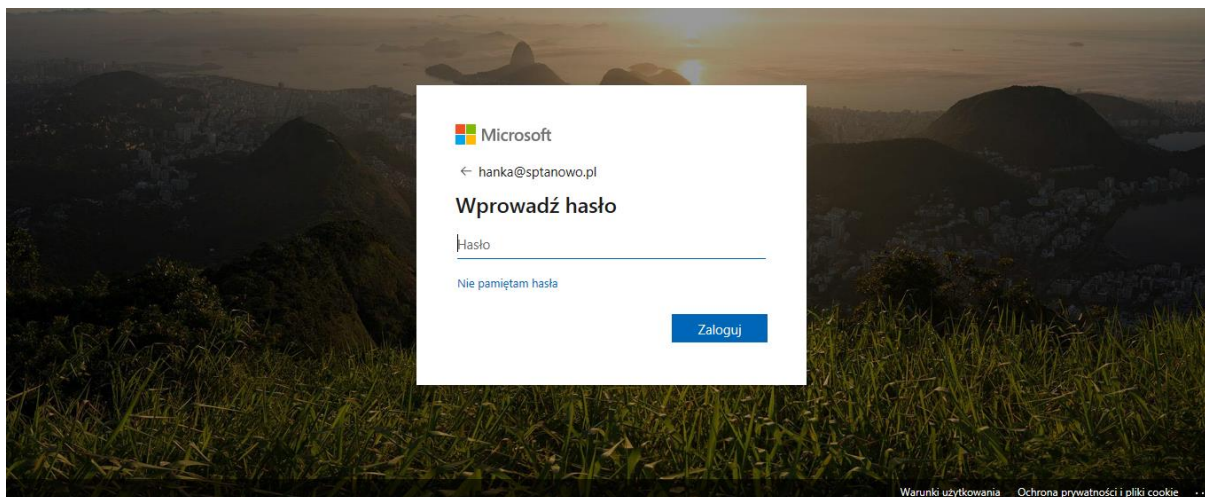 Microsoft
← hanka@sptanowo.pl
Wprowadź hasło
Hasło
Nie pamiętam hasła
Zaloguj
Warunki użytkowania Ochrona prywatności i pliki cookie ...